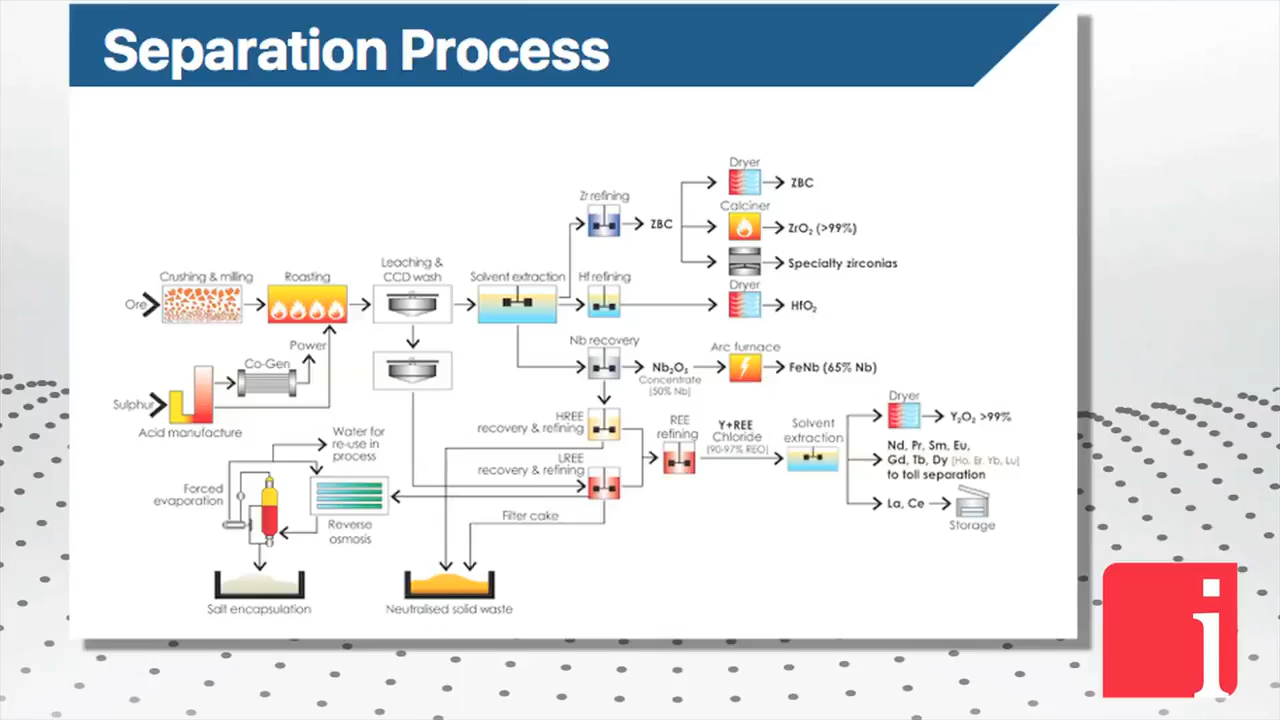 Separation Process
Dryer
ZBC
Zr refining
ZBC
Calciner
ZrO₂ (>99%)
Specialty zirconias
Crushing & milling
Roasting
Leaching &
CCD wash
Solvent extraction
Hf refining
Dryer
Ore
HfO₂
Power
Co-Gen
Nb recovery
Nb₂O₅
Concentrate
(50% Nb)
Arc furnace
FeNb (65% Nb)
Sulphur
Acid manufacture
HREE
recovery & refining
REE
refining
Y+REE
Chloride
(90-97% REO)
Solvent
extraction
Dryer
Y₂O₃ >99%
Water for
re-use in
process
LREE
recovery & refining
Nd, Pr, Sm, Eu,
Gd, Tb, Dy [Ho, Er, Yb, Lu]
to toll separation
Forced
evaporation
Reverse
osmosis
Filter cake
La, Ce
Storage
Salt encapsulation
Neutralised solid waste
i